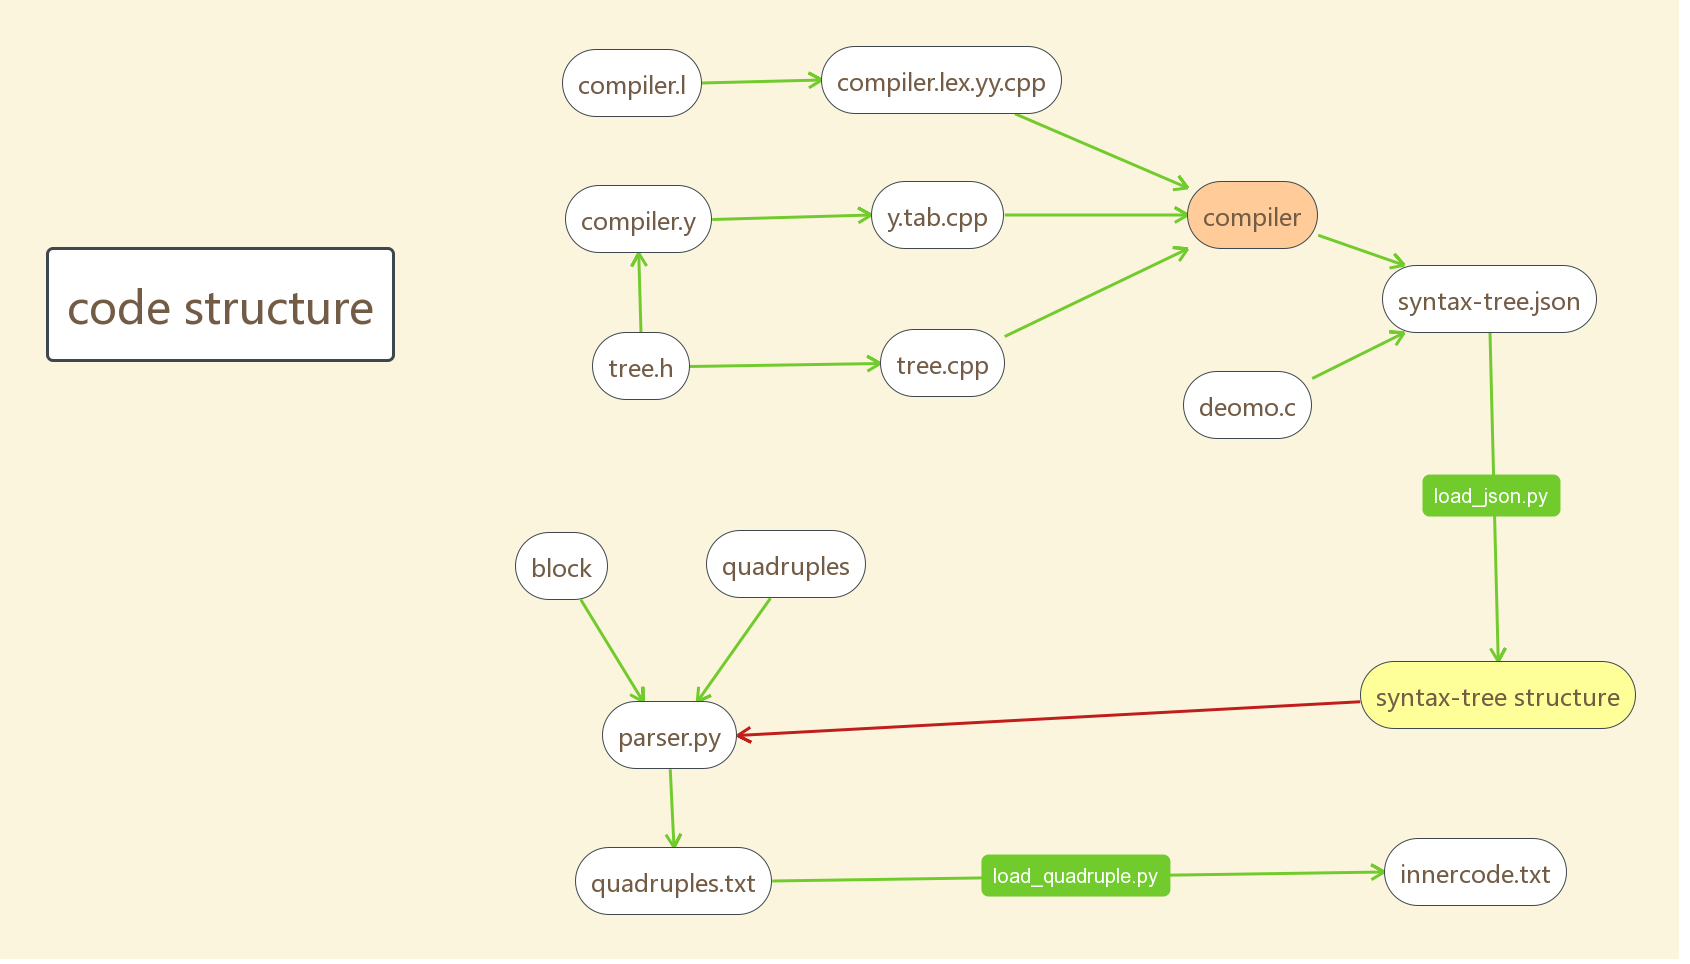 compiler.l
compiler.lex.yy.cpp
compiler.y
y.tab.cpp
compiler
code structure
syntax-tree.json
tree.h
tree.cpp
deomo.c
load_json.py
block
quadruples
syntax-tree structure
parser.py
quadruples.txt
load_quadruple.py
innercode.txt